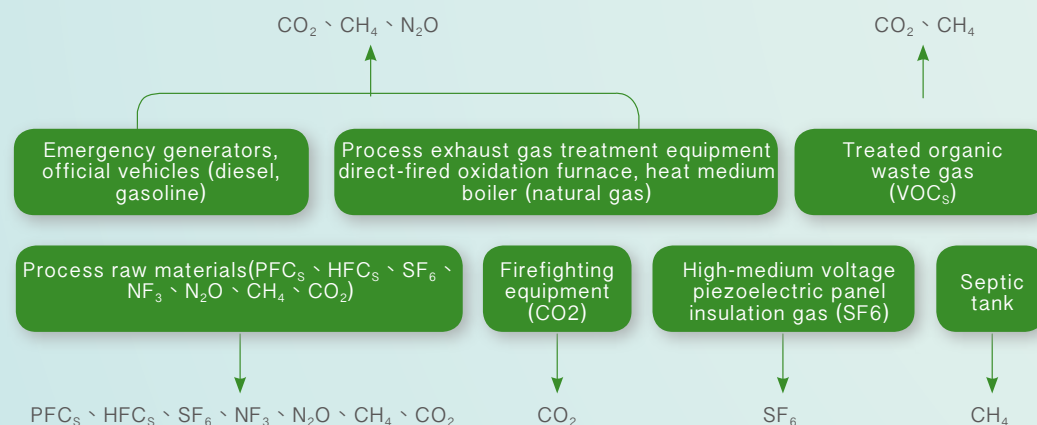 CO₂、CH₄、N₂O
CO₂、CH₄
Emergency generators,
official vehicles (diesel,
gasoline)
Process exhaust gas treatment equipment
direct-fired oxidation furnace, heat medium
boiler (natural gas)
Treated organic
waste gas
(VOCₛ)
Process raw materials(PFCₛ、HFCₛ、SF₆、
NF₃、N₂O、CH₄、CO₂)
Firefighting
equipment
(CO2)
High-medium voltage
piezoelectric panel
insulation gas (SF6)
Septic
tank
PFCₛ、HFCₛ、SF₆、NF₃、N₂O、CH₄、CO₂
CO₂
SF₆
CH₄